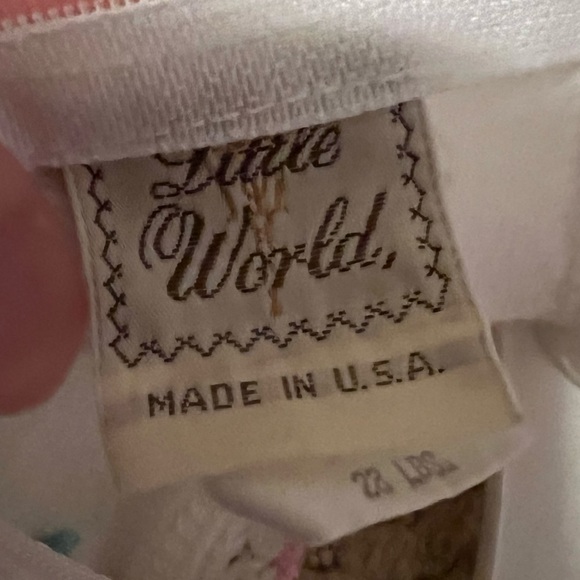 Little
World,
MADE IN U.S.A.
22 LBS.